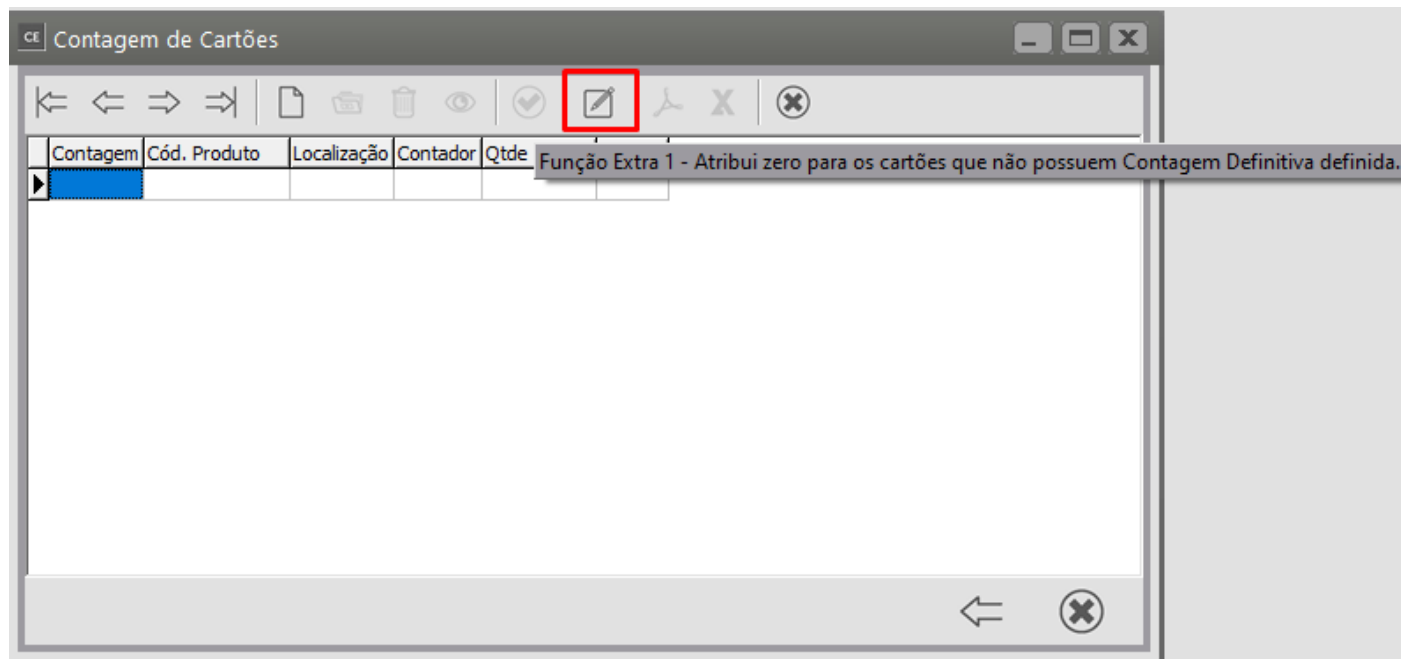 CE Contagem de Cartões
X
Contagem Cód. Produto Localização Contador Qtde
Função Extra 1 - Atribui zero para os cartões que não possuem Contagem Definitiva definida.